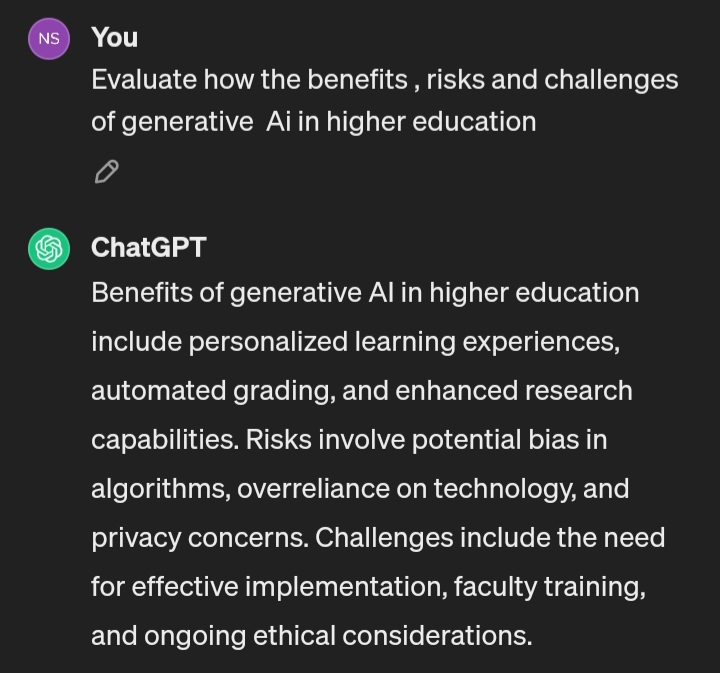 NS
You
Evaluate how the benefits , risks and challenges
of generative  Ai in higher education
ChatGPT
Benefits of generative AI in higher education
include personalized learning experiences,
automated grading, and enhanced research
capabilities. Risks involve potential bias in
algorithms, overreliance on technology, and
privacy concerns. Challenges include the need
for effective implementation, faculty training,
and ongoing ethical considerations.